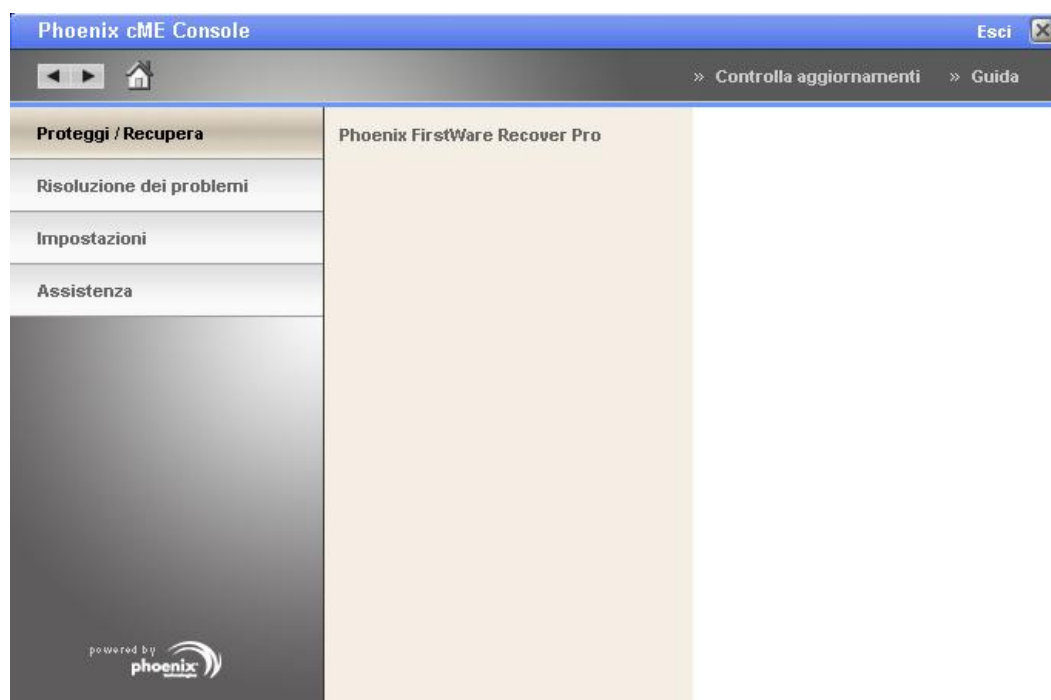 Phoenix cME Console
Esci
» Controlla aggiornamenti » Guida
Proteggi / Recupera
Phoenix FirstWare Recover Pro
Risoluzione dei problemi
Impostazioni
Assistenza
powered by
phoenix